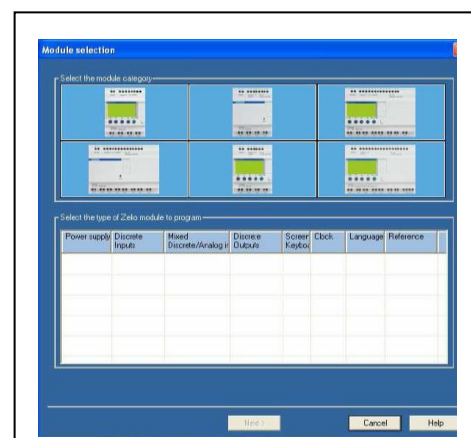 Module selection
Select the module category
Select the type of Zelio module to program
Power supply Discrete Inputs Mixed Discrete/Analog ir Discrete Outputs Screen Keyboa Clock Language Reference
Next >
Cancel Help